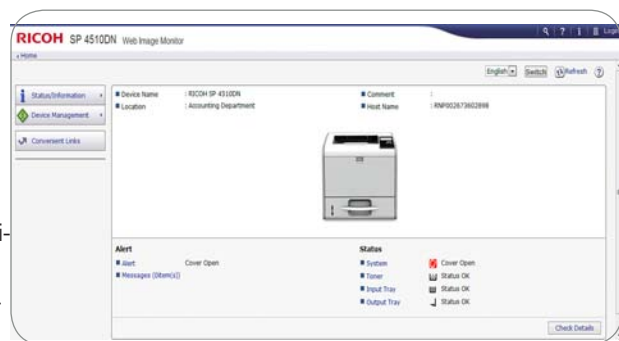 RICOH SP 4510DN Web Image Monitor
Home
English Switch Refresh
Status/Information
Device Management
Convenient Links
Device Name : RICOH SP 4510DN Comment :
Location : Accounting Department Host Name : RNP002673602898
Alert
Alert Cover Open
Messages (0item(s))
Status
System Cover Open
Toner Status OK
Input Tray Status OK
Output Tray Status OK
Check Details
i-